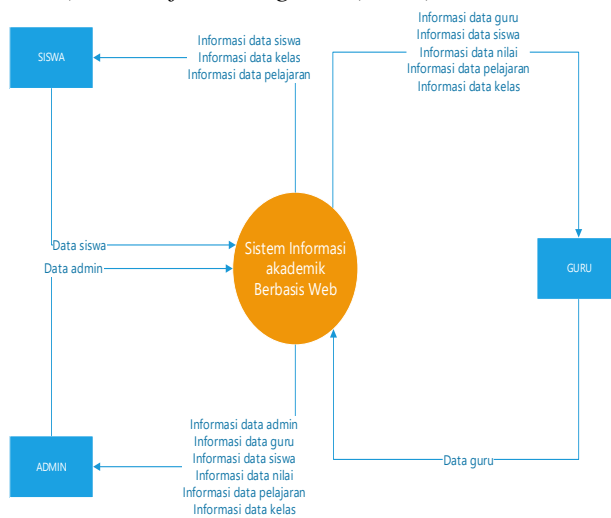 Informasi data guru
Informasi data siswa
Informasi data nilai
Informasi data pelajaran
Informasi data kelas
Informasi data siswa
Informasi data kelas
Informasi data pelajaran
SISWA
Data siswa
Data admin
Sistem Informasi
akademik
Berbasis Web
GURU
Informasi data admin
Informasi data guru
Informasi data siswa
Informasi data nilai
Informasi data pelajaran
Informasi data kelas
ADMIN
Data guru